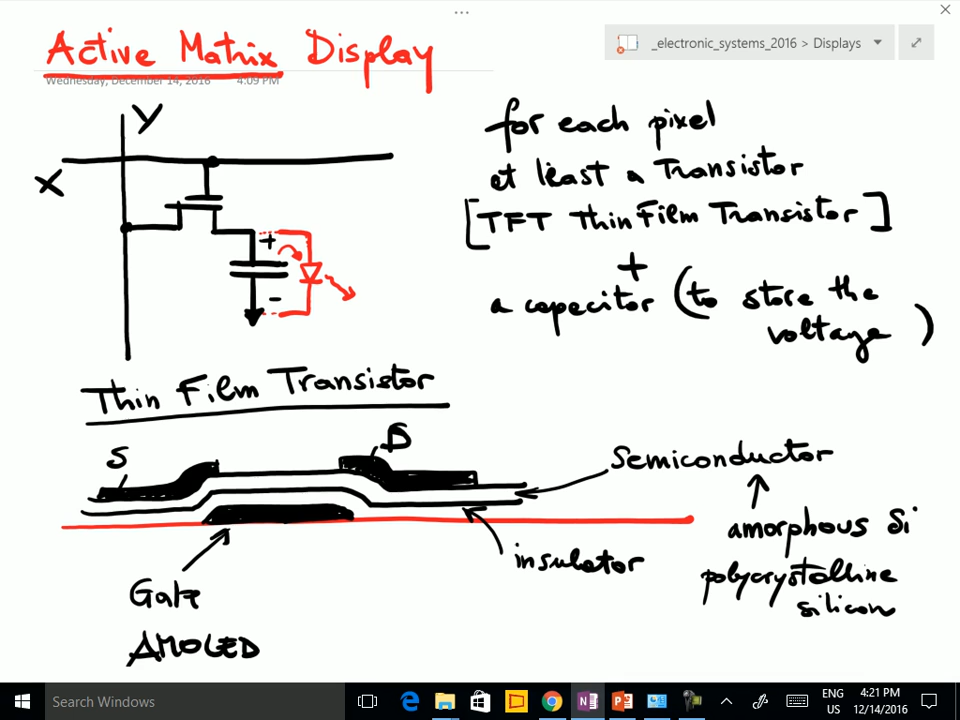 Active Matrix Display
_electronic_systems_2016 > Displays
Wednesday, December 14, 2016 4:09 PM
Y
X
+
-
for each pixel
at least a Transistor
[TFT Thin Film Transistor]
+
a capecitor (to store the
voltage)
Thin Film Transistor
S
D
Semiconductor
amorphous Si
polycrystalline
silicon
insulator
Gate
AMOLED
Search Windows
ENG
US
4:21 PM
12/14/2016